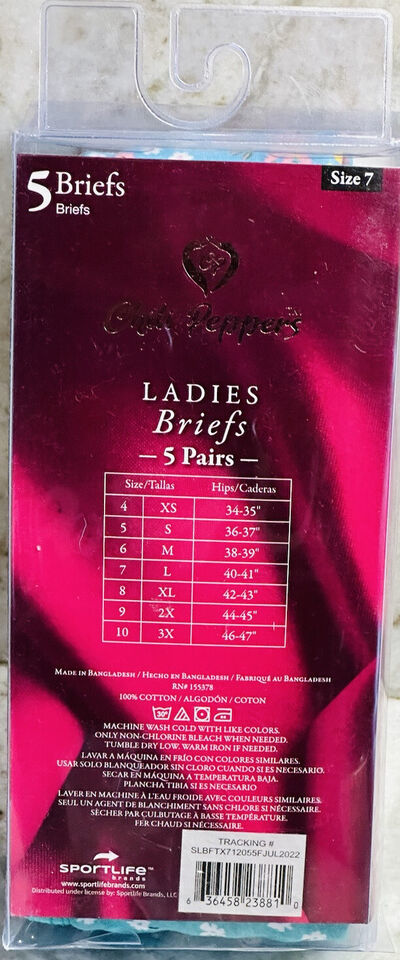 5 Briefs
Briefs
Size 7
Chili Peppers
LADIES
Briefs
— 5 Pairs —
Size/Tallas Hips/Caderas
4 XS 34-35"
5 S 36-37"
6 M 38-39"
7 L 40-41"
8 XL 42-43"
9 2X 44-45"
10 3X 46-47"
MADE IN BANGLADESH / HECHO EN BANGLADESH / FABRIQUÉ AU BANGLADESH
RN# 155378
100% COTTON / ALGODÓN / COTON
30°
MACHINE WASH COLD WITH LIKE COLORS.
ONLY NON-CHLORINE BLEACH WHEN NEEDED.
TUMBLE DRY LOW. WARM IRON IF NEEDED.
LAVAR A MÁQUINA EN FRÍO CON COLORES SIMILARES.
USAR SOLO BLANQUEADOR SIN CLORO CUANDO SI ES NECESARIO.
SECAR EN MÁQUINA A TEMPERATURA BAJA.
PLANCHA TIBIA SI ES NECESARIO
LAVER EN MACHINE À L'EAU FROIDE AVEC COULEURS SIMILAIRES.
SEUL UN AGENT DE BLANCHIMENT SANS CHLORE SI NÉCESSAIRE.
SÈCHER PAR CULBUTAGE À BASSE TEMPÉRATURE.
FER CHAUD SI NÉCESSAIRE.
SPORTLIFE
brands
www.sportlifebrands.com
Distributed under license by: Sportlife Brands, LLC
TRACKING #
SLBFTX712055FJUL2022
6 36458 23881 0